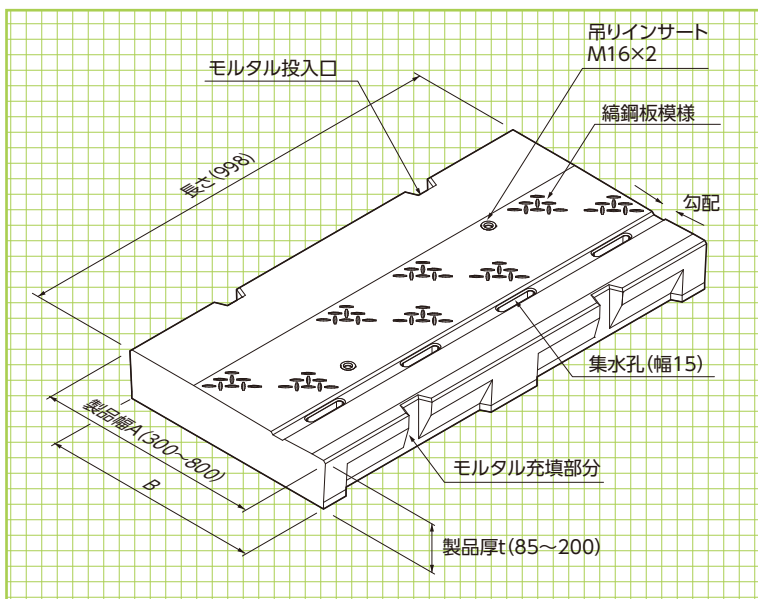 吊りインサート
M16×2
モルタル投入口
縞鋼板模様
長さ(998)
勾配
集水孔(幅15)
製品幅A(300～800)
モルタル充填部分
B
製品厚t(85～200)